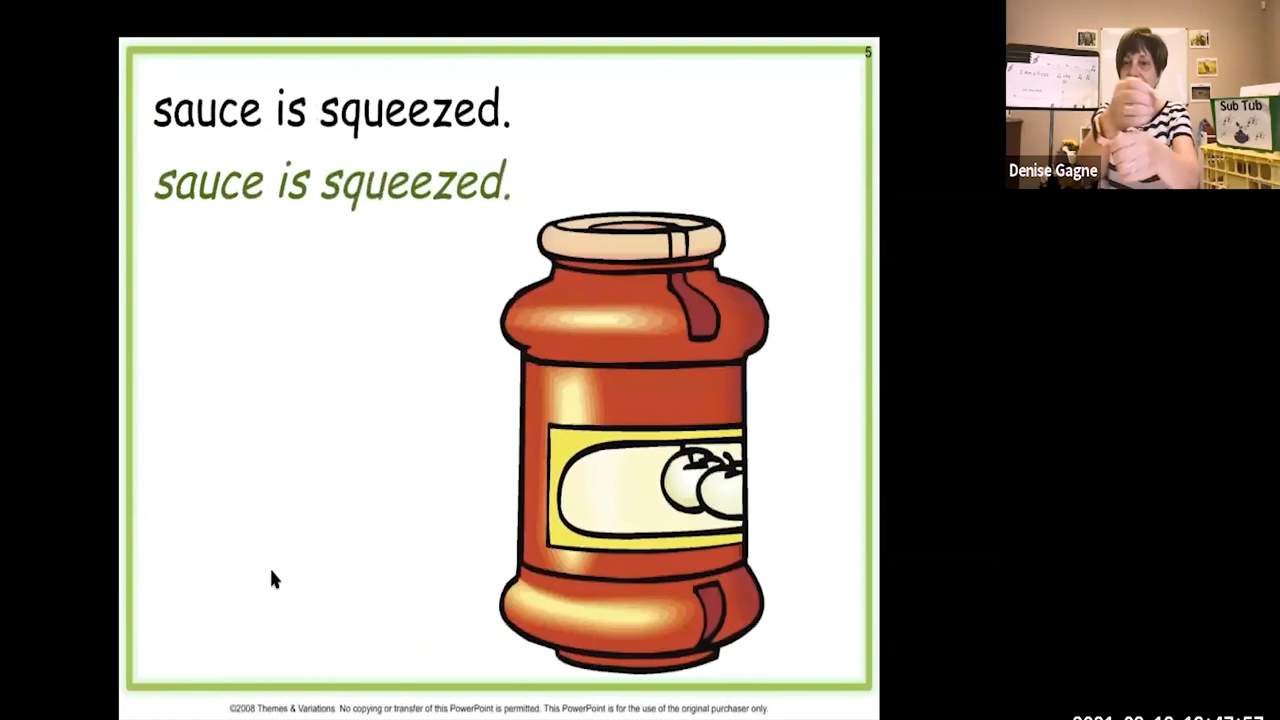 5
sauce is squeezed.
sauce is squeezed.
©2008 Themes & Variations No copying or transfer of this PowerPoint is permitted. This PowerPoint is for the use of the original purchaser only.
Sub Tub
Denise Gagne